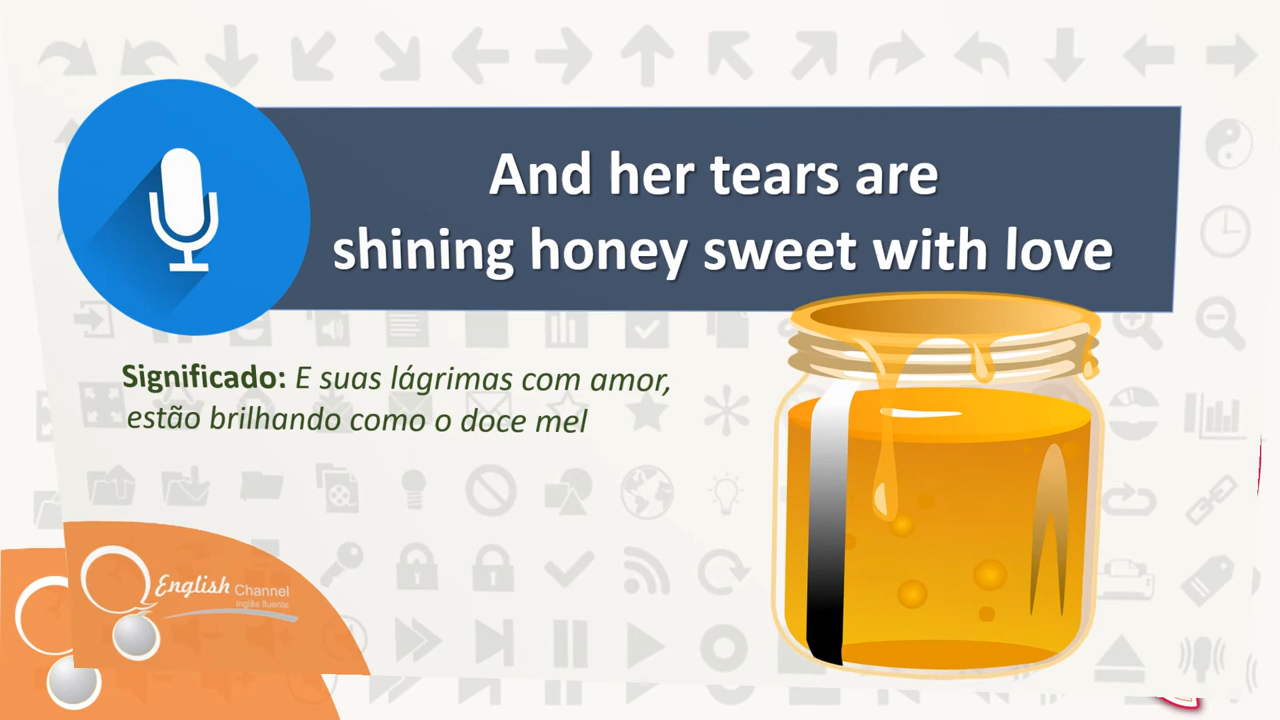 And her tears are
shining honey sweet with love
Significado: E suas lágrimas com amor,
estão brilhando como o doce mel
English Channel
Inglês fluente